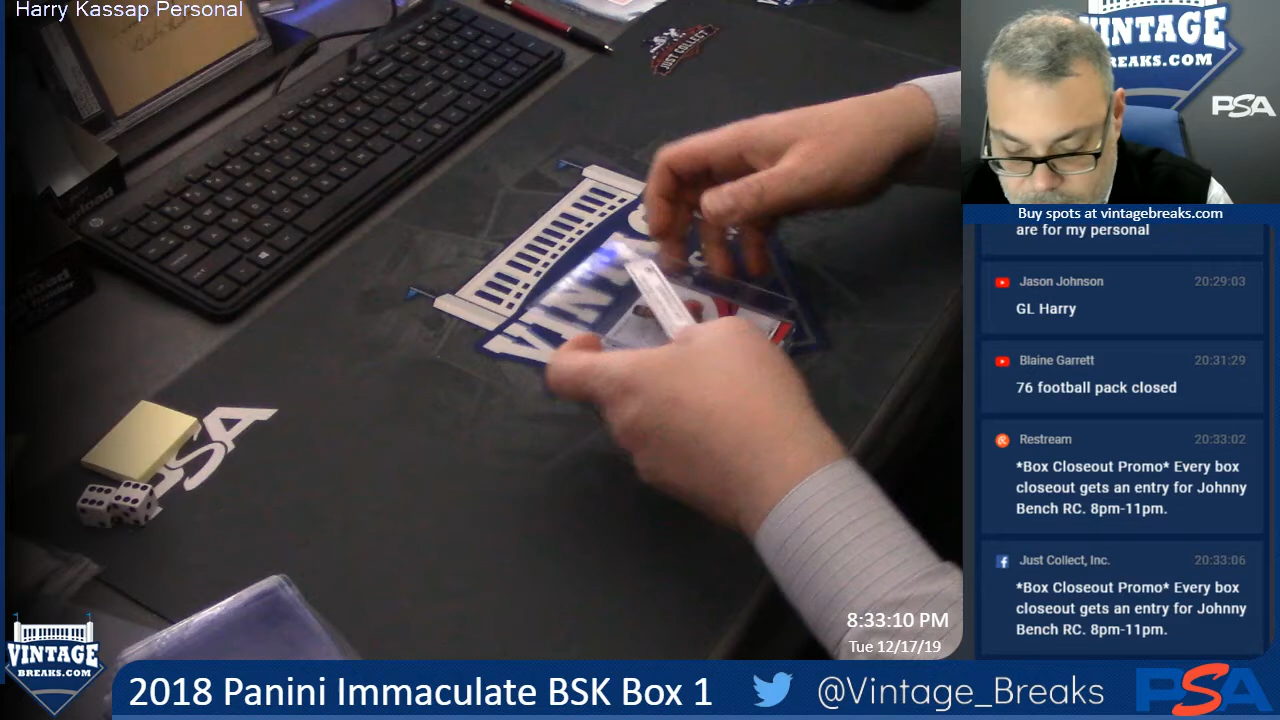 Harry Kassap Personal
JUST COLLECT
VINTAGE
BREAKS.COM
PSA
Buy spots at vintagebreaks.com
are for my personal
Jason Johnson 20:29:03
GL Harry
Blaine Garrett 20:31:29
76 football pack closed
Restream 20:33:02
*Box Closeout Promo* Every box
closeout gets an entry for Johnny
Bench RC. 8pm-11pm.
Just Collect, Inc. 20:33:06
*Box Closeout Promo* Every box
closeout gets an entry for Johnny
Bench RC. 8pm-11pm.
PSA
8:33:10 PM
Tue 12/17/19
VINTAGE
BREAKS.COM
2018 Panini Immaculate BSK Box 1
@Vintage_Breaks
PSA